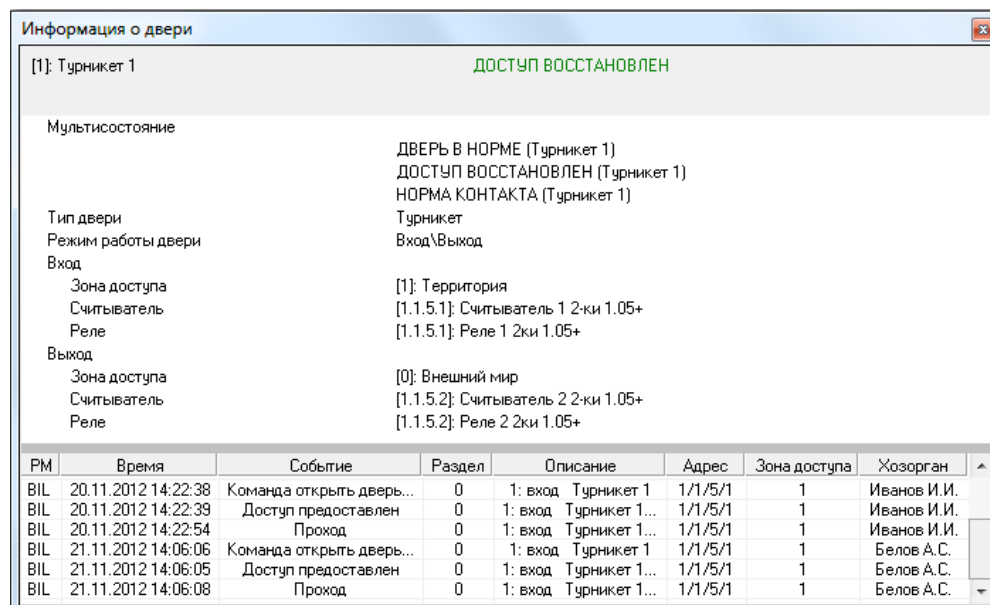 Информация о двери
[1]: Турникет 1 ДОСТУП ВОССТАНОВЛЕН
Мультисостояние
ДВЕРЬ В НОРМЕ (Турникет 1)
ДОСТУП ВОССТАНОВЛЕН (Турникет 1)
НОРМА КОНТАКТА (Турникет 1)
Тип двери Турникет
Режим работы двери Вход\Выход
Вход
Зона доступа [1]: Территория
Считыватель [1.1.5.1]: Считыватель 1 2-ки 1.05+
Реле [1.1.5.1]: Реле 1 2ки 1.05+
Выход
Зона доступа [0]: Внешний мир
Считыватель [1.1.5.2]: Считыватель 2 2-ки 1.05+
Реле [1.1.5.2]: Реле 2 2ки 1.05+
РМ Время Событие Раздел Описание Адрес Зона доступа Хозорган
BIL 20.11.2012 14:22:38 Команда открыть дверь... 0 1: вход Турникет 1 1/1/5/1 1 Иванов И.И.
BIL 20.11.2012 14:22:39 Доступ предоставлен 0 1: вход Турникет 1... 1/1/5/1 1 Иванов И.И.
BIL 20.11.2012 14:22:54 Проход 0 1: вход Турникет 1... 1/1/5/1 1 Иванов И.И.
BIL 21.11.2012 14:06:06 Команда открыть дверь... 0 1: вход Турникет 1 1/1/5/1 1 Белов А.С.
BIL 21.11.2012 14:06:05 Доступ предоставлен 0 1: вход Турникет 1... 1/1/5/1 1 Белов А.С.
BIL 21.11.2012 14:06:08 Проход 0 1: вход Турникет 1... 1/1/5/1 1 Белов А.С.